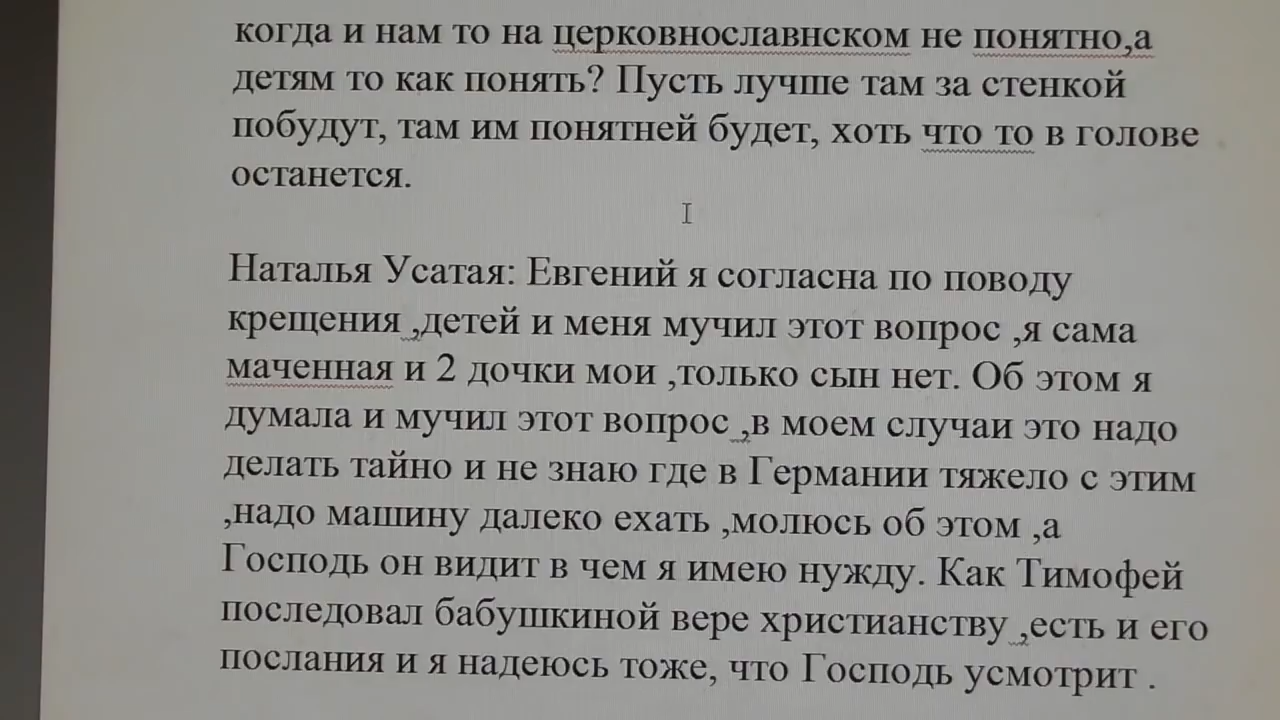 когда и нам то на церковнославнском не понятно,а
детям то как понять? Пусть лучше там за стенкой
побудут, там им понятней будет, хоть что то в голове
останется.
Наталья Усатая: Евгений я согласна по поводу
крещения ,детей и меня мучил этот вопрос ,я сама
маченная и 2 дочки мои ,только сын нет. Об этом я
думала и мучил этот вопрос ,в моем случаи это надо
делать тайно и не знаю где в Германии тяжело с этим
,надо машину далеко ехать ,молюсь об этом ,а
Господь он видит в чем я имею нужду. Как Тимофей
последовал бабушкиной вере христианству ,есть и его
послания и я надеюсь тоже, что Господь усмотрит .